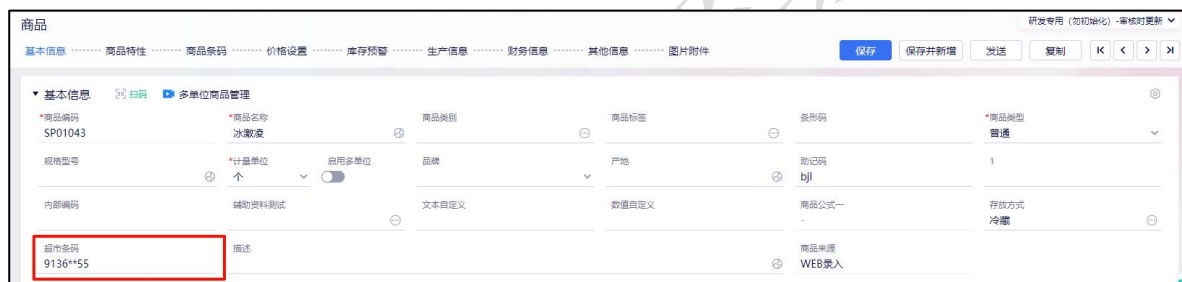 商品
研发专用（勿初始化）-审核时更新
基本信息 商品特性 商品条码 价格设置 库存预警 生产信息 财务信息 其他信息 图片附件 保存 保存并新增 发送 复制
基本信息 扫码 多单位商品管理
*商品编码 *商品名称 商品类别 商品标签 条形码 *商品类型
SP01043 冰激凌 普通
规格型号 *计量单位 启用多单位 品牌 产地 助记码 1
个 bjl
内部编码 辅助资料测试 文本自定义 数值自定义 商品公式一 存放方式
- 冷藏
超市条码 描述 商品来源
9136**55 WEB录入